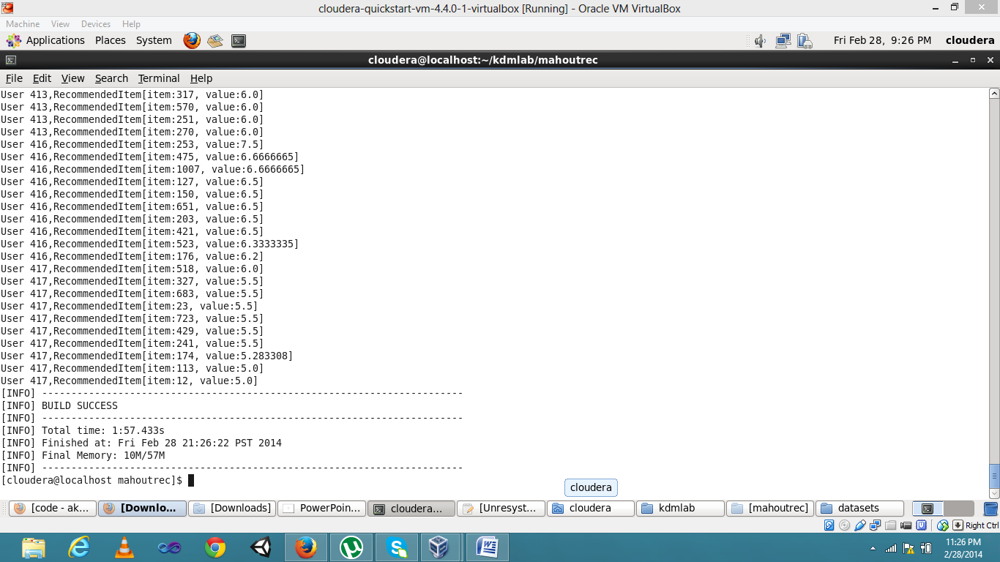 cloudera-quickstart-vm-4.4.0-1-virtualbox [Running] - Oracle VM VirtualBox
Machine View Devices Help
Applications Places System Fri Feb 28, 9:26 PM cloudera
cloudera@localhost:~/kdmlab/mahoutrec
File Edit View Search Terminal Help
User 413,RecommendedItem[item:317, value:6.0]
User 413,RecommendedItem[item:570, value:6.0]
User 413,RecommendedItem[item:251, value:6.0]
User 413,RecommendedItem[item:270, value:6.0]
User 416,RecommendedItem[item:253, value:7.5]
User 416,RecommendedItem[item:475, value:6.6666665]
User 416,RecommendedItem[item:1007, value:6.6666665]
User 416,RecommendedItem[item:127, value:6.5]
User 416,RecommendedItem[item:150, value:6.5]
User 416,RecommendedItem[item:651, value:6.5]
User 416,RecommendedItem[item:203, value:6.5]
User 416,RecommendedItem[item:421, value:6.5]
User 416,RecommendedItem[item:523, value:6.3333335]
User 416,RecommendedItem[item:176, value:6.2]
User 417,RecommendedItem[item:518, value:6.0]
User 417,RecommendedItem[item:327, value:5.5]
User 417,RecommendedItem[item:683, value:5.5]
User 417,RecommendedItem[item:23, value:5.5]
User 417,RecommendedItem[item:723, value:5.5]
User 417,RecommendedItem[item:429, value:5.5]
User 417,RecommendedItem[item:241, value:5.5]
User 417,RecommendedItem[item:174, value:5.283308]
User 417,RecommendedItem[item:113, value:5.0]
User 417,RecommendedItem[item:12, value:5.0]
[INFO] ------------------------------------------------------------------------
[INFO] BUILD SUCCESS
[INFO] ------------------------------------------------------------------------
[INFO] Total time: 1:57.433s
[INFO] Finished at: Fri Feb 28 21:26:22 PST 2014
[INFO] Final Memory: 10M/57M
[INFO] ------------------------------------------------------------------------
[cloudera@localhost mahoutrec]$
cloudera
[code - ak... [Downlo... [Downloads] PowerPoin... cloudera... [Unresyst... cloudera kdmlab [mahoutrec] datasets
Right Ctrl
11:26 PM
2/28/2014